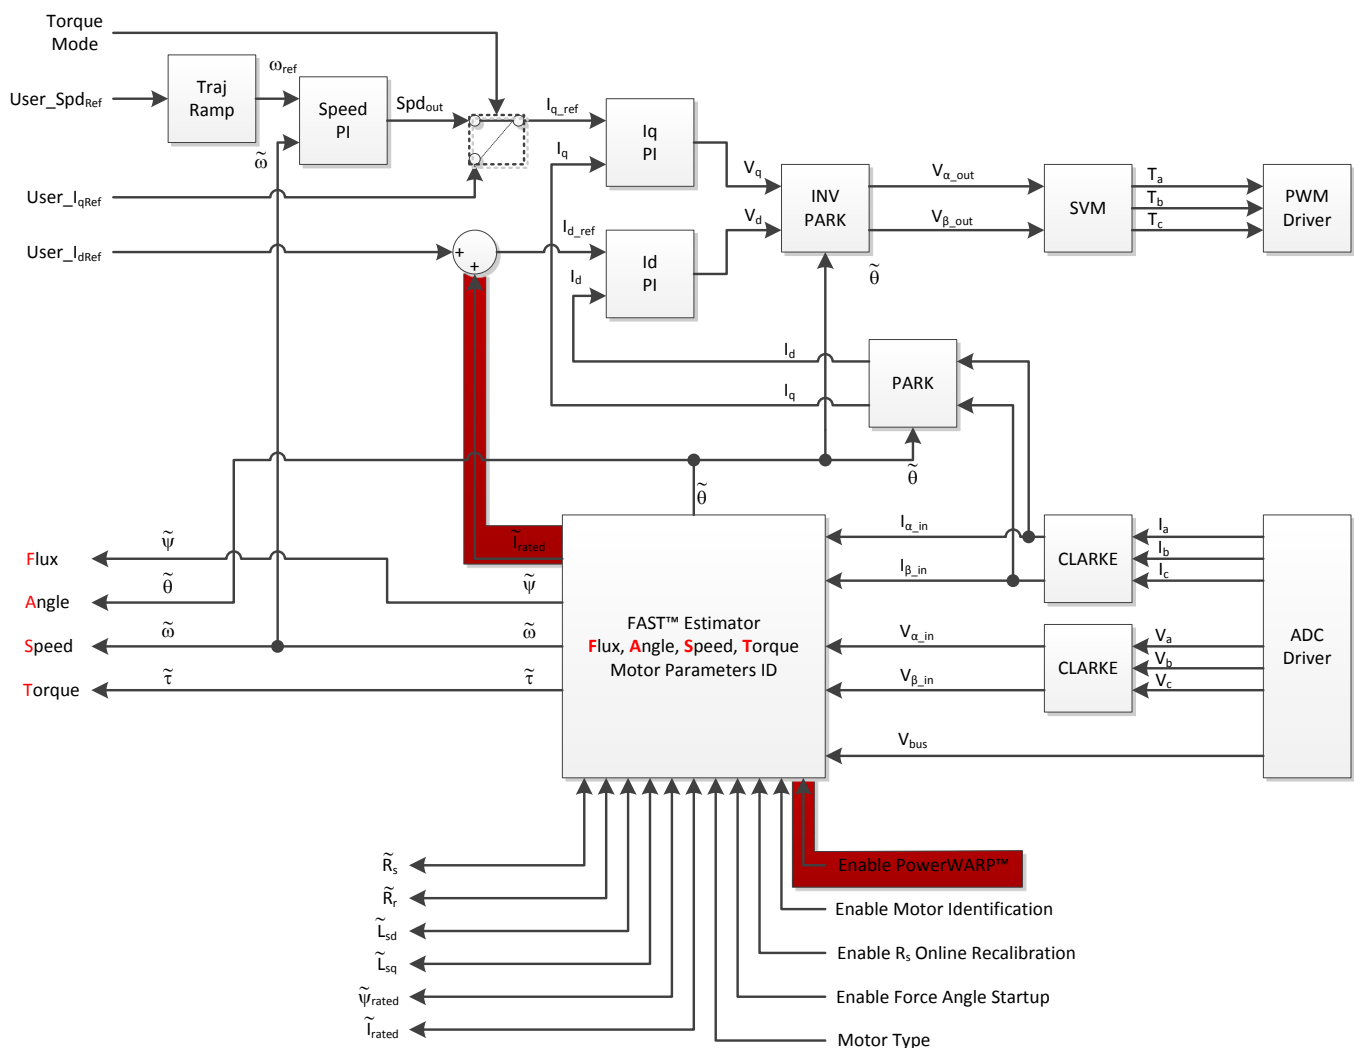 Torque
Mode
User_SpdRef
Traj
Ramp
ωref
Speed
PI
Spdout
ω̃
Iq_ref
Iq
Iq
PI
Vq
User_IqRef
User_IdRef
+
+
Id_ref
Id
Id
PI
Vd
INV
PARK
Vα_out
Vβ_out
SVM
Ta
Tb
Tc
PWM
Driver
θ̃
Id
Iq
PARK
θ̃
θ̃
Ĩrated
ψ̃
ω̃
τ̃
Flux
ψ̃
Angle
θ̃
Speed
ω̃
Torque
τ̃
FAST™ Estimator
Flux, Angle, Speed, Torque
Motor Parameters ID
Iα_in
Iβ_in
Vα_in
Vβ_in
Vbus
CLARKE
CLARKE
Ia
Ib
Ic
Va
Vb
Vc
ADC
Driver
R̃s
R̃r
L̃sd
L̃sq
ψ̃rated
Ĩrated
Enable PowerWARP™
Enable Motor Identification
Enable Rs Online Recalibration
Enable Force Angle Startup
Motor Type